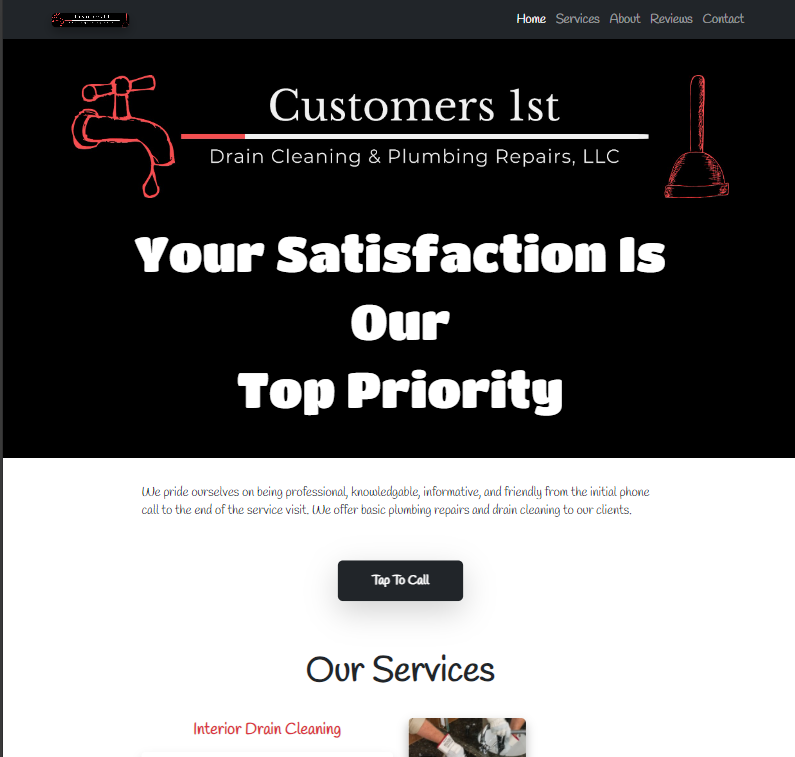 Home Services About Reviews Contact
Customers 1st
Drain Cleaning & Plumbing Repairs, LLC
Your Satisfaction Is
Our
Top Priority
We pride ourselves on being professional, knowledgable, informative, and friendly from the initial phone
call to the end of the service visit. We offer basic plumbing repairs and drain cleaning to our clients.
Tap To Call
Our Services
Interior Drain Cleaning